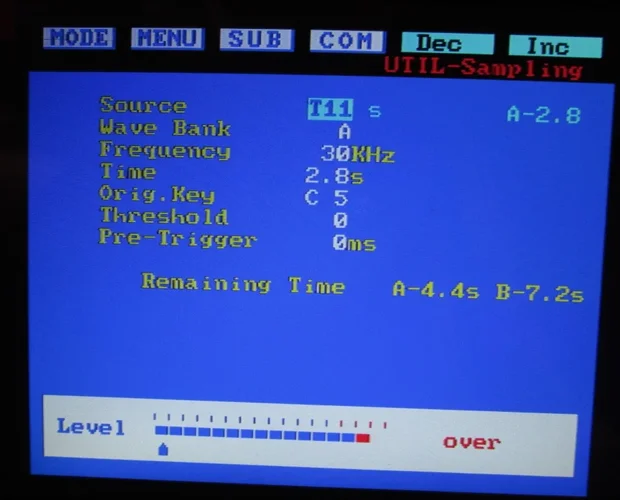 MODE MENU SUB COM Dec Inc
UTIL-Sampling
Source T11 s A-2.8
Wave Bank A
Frequency 30KHz
Time 2.8s
Orig.Key C 5
Threshold 0
Pre-Trigger 0ms
Remaining Time A-4.4s B-7.2s
Level over